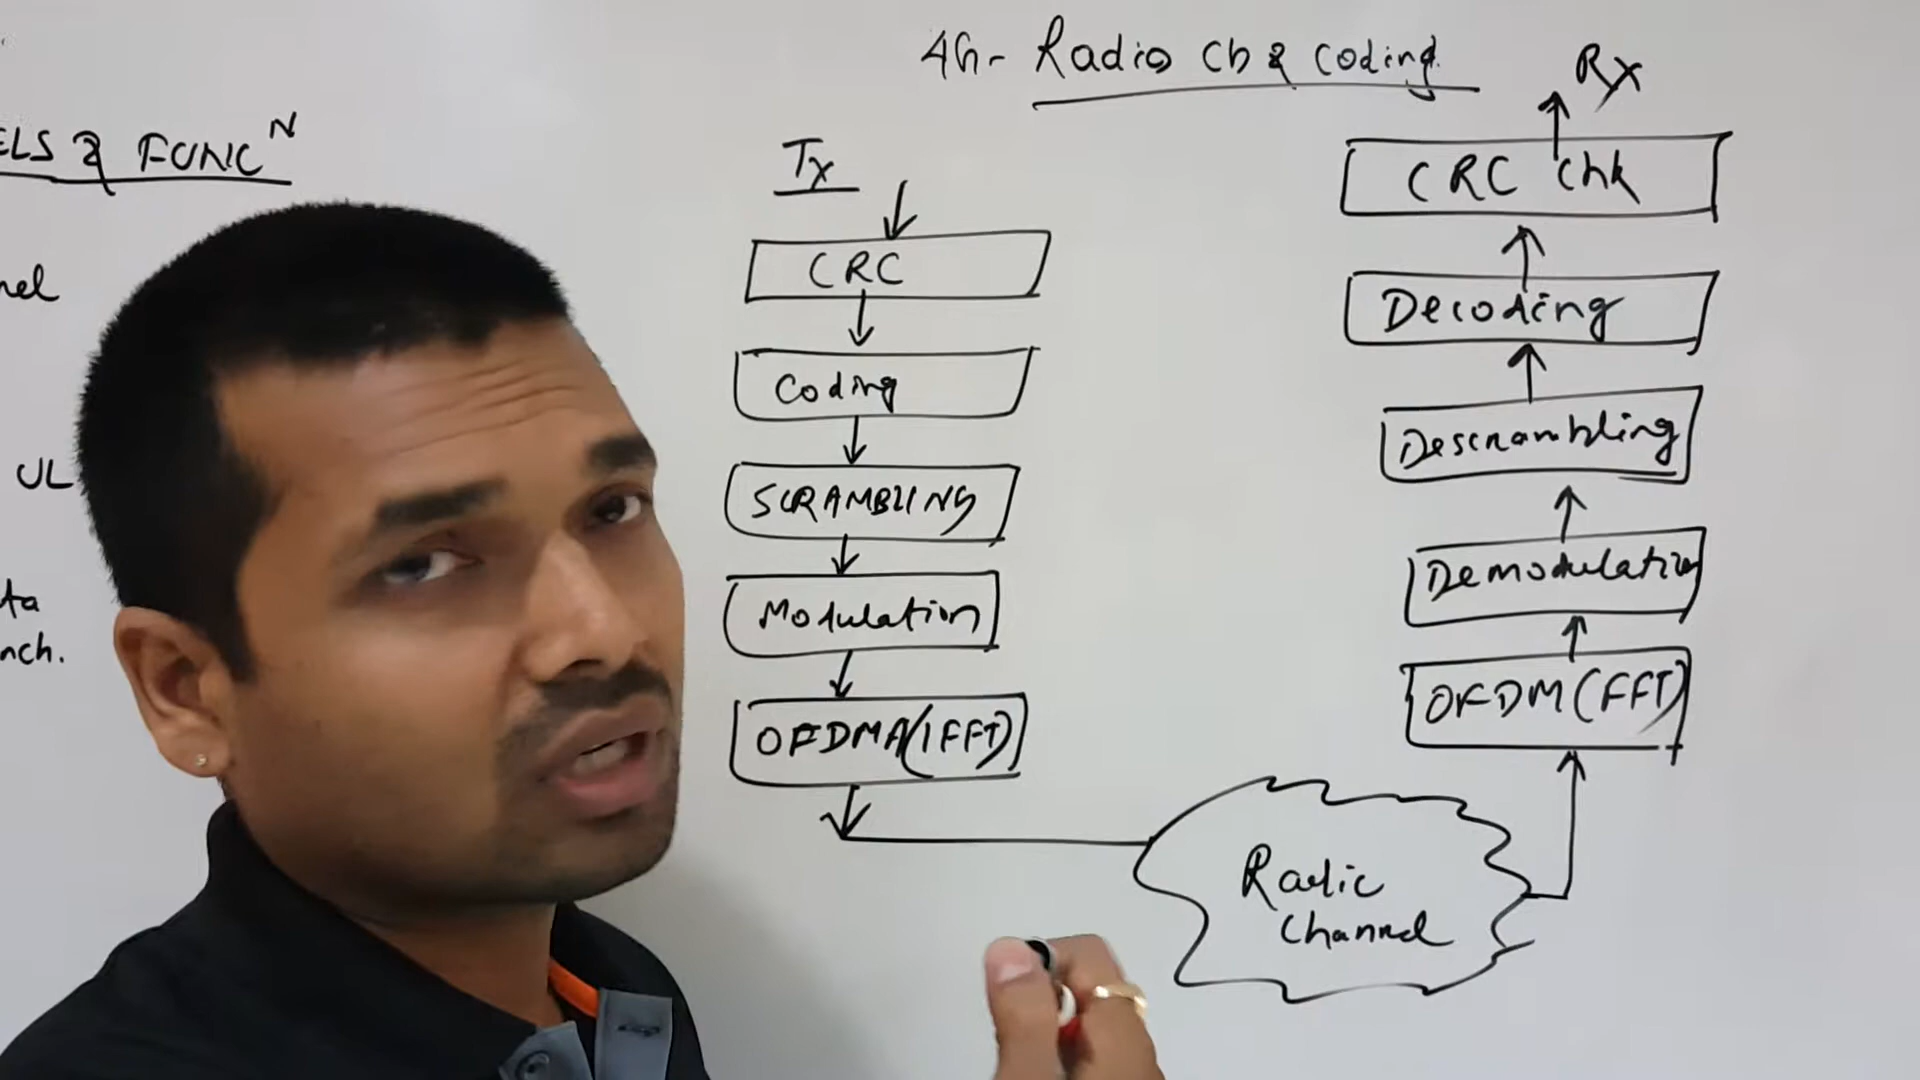 4G- Radio Ch & Coding
ELS & FUNC^N
nel
UL
ta
nch.
Tx
CRC
Coding
SCRAMBLING
Modulation
OFDMA(IFFT)
Radio
Channel
Rx
CRC Chk
Decoding
Descrambling
Demodulation
OFDM(FFT)